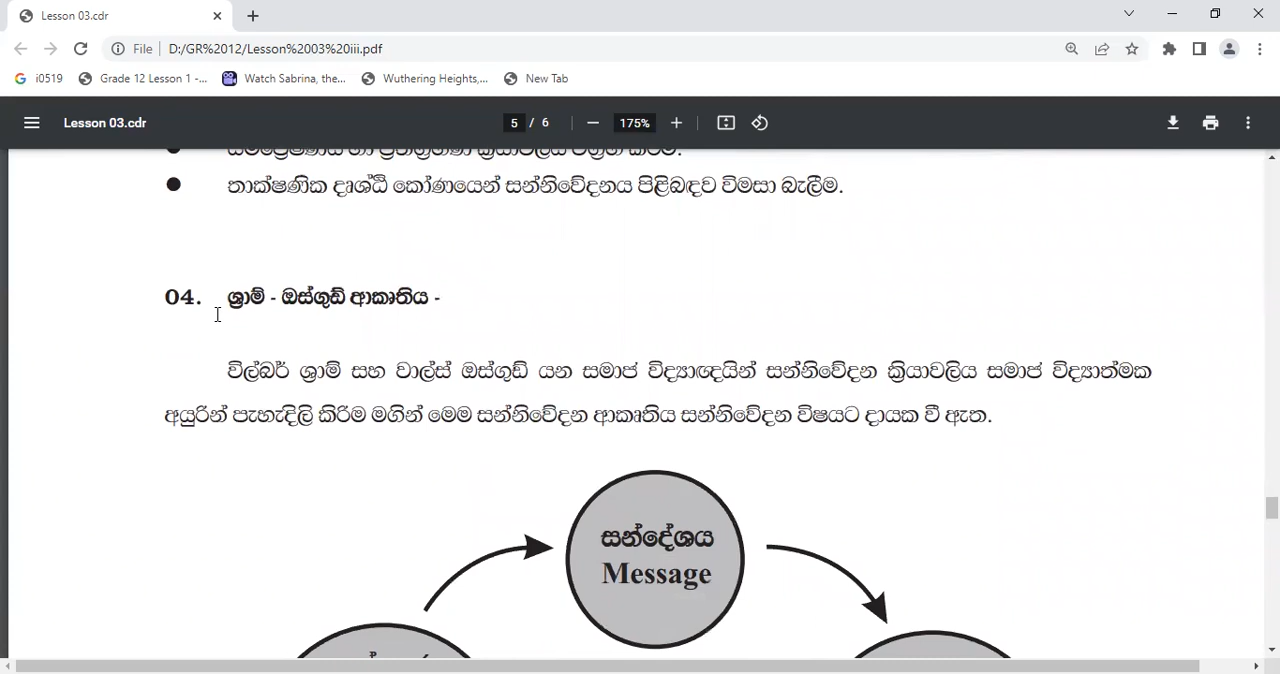 Lesson 03.cdr
File D:/GR%2012/Lesson%2003%20iii.pdf
i0519 Grade 12 Lesson 1 -... Watch Sabrina, the... Wuthering Heights,... New Tab
Lesson 03.cdr 5 / 6 175%
● තාක්ෂණික දෘශ්ඨි කෝණයෙන් සන්නිවේදනය පිළිබඳව විමසා බැලීම.
04. ශ්‍රාම් - ඔස්ගුඩ් ආකෘතිය -
විල්බර් ශ්‍රාම් සහ චාල්ස් ඔස්ගුඩ් යන සමාජ විද්‍යාඥයින් සන්නිවේදන ක්‍රියාවලිය සමාජ විද්‍යාත්මක
අයුරින් පැහැදිලි කිරිම මගින් මෙම සන්නිවේදන ආකෘතිය සන්නිවේදන විෂයට දායක වී ඇත.
සන්දේශය
Message